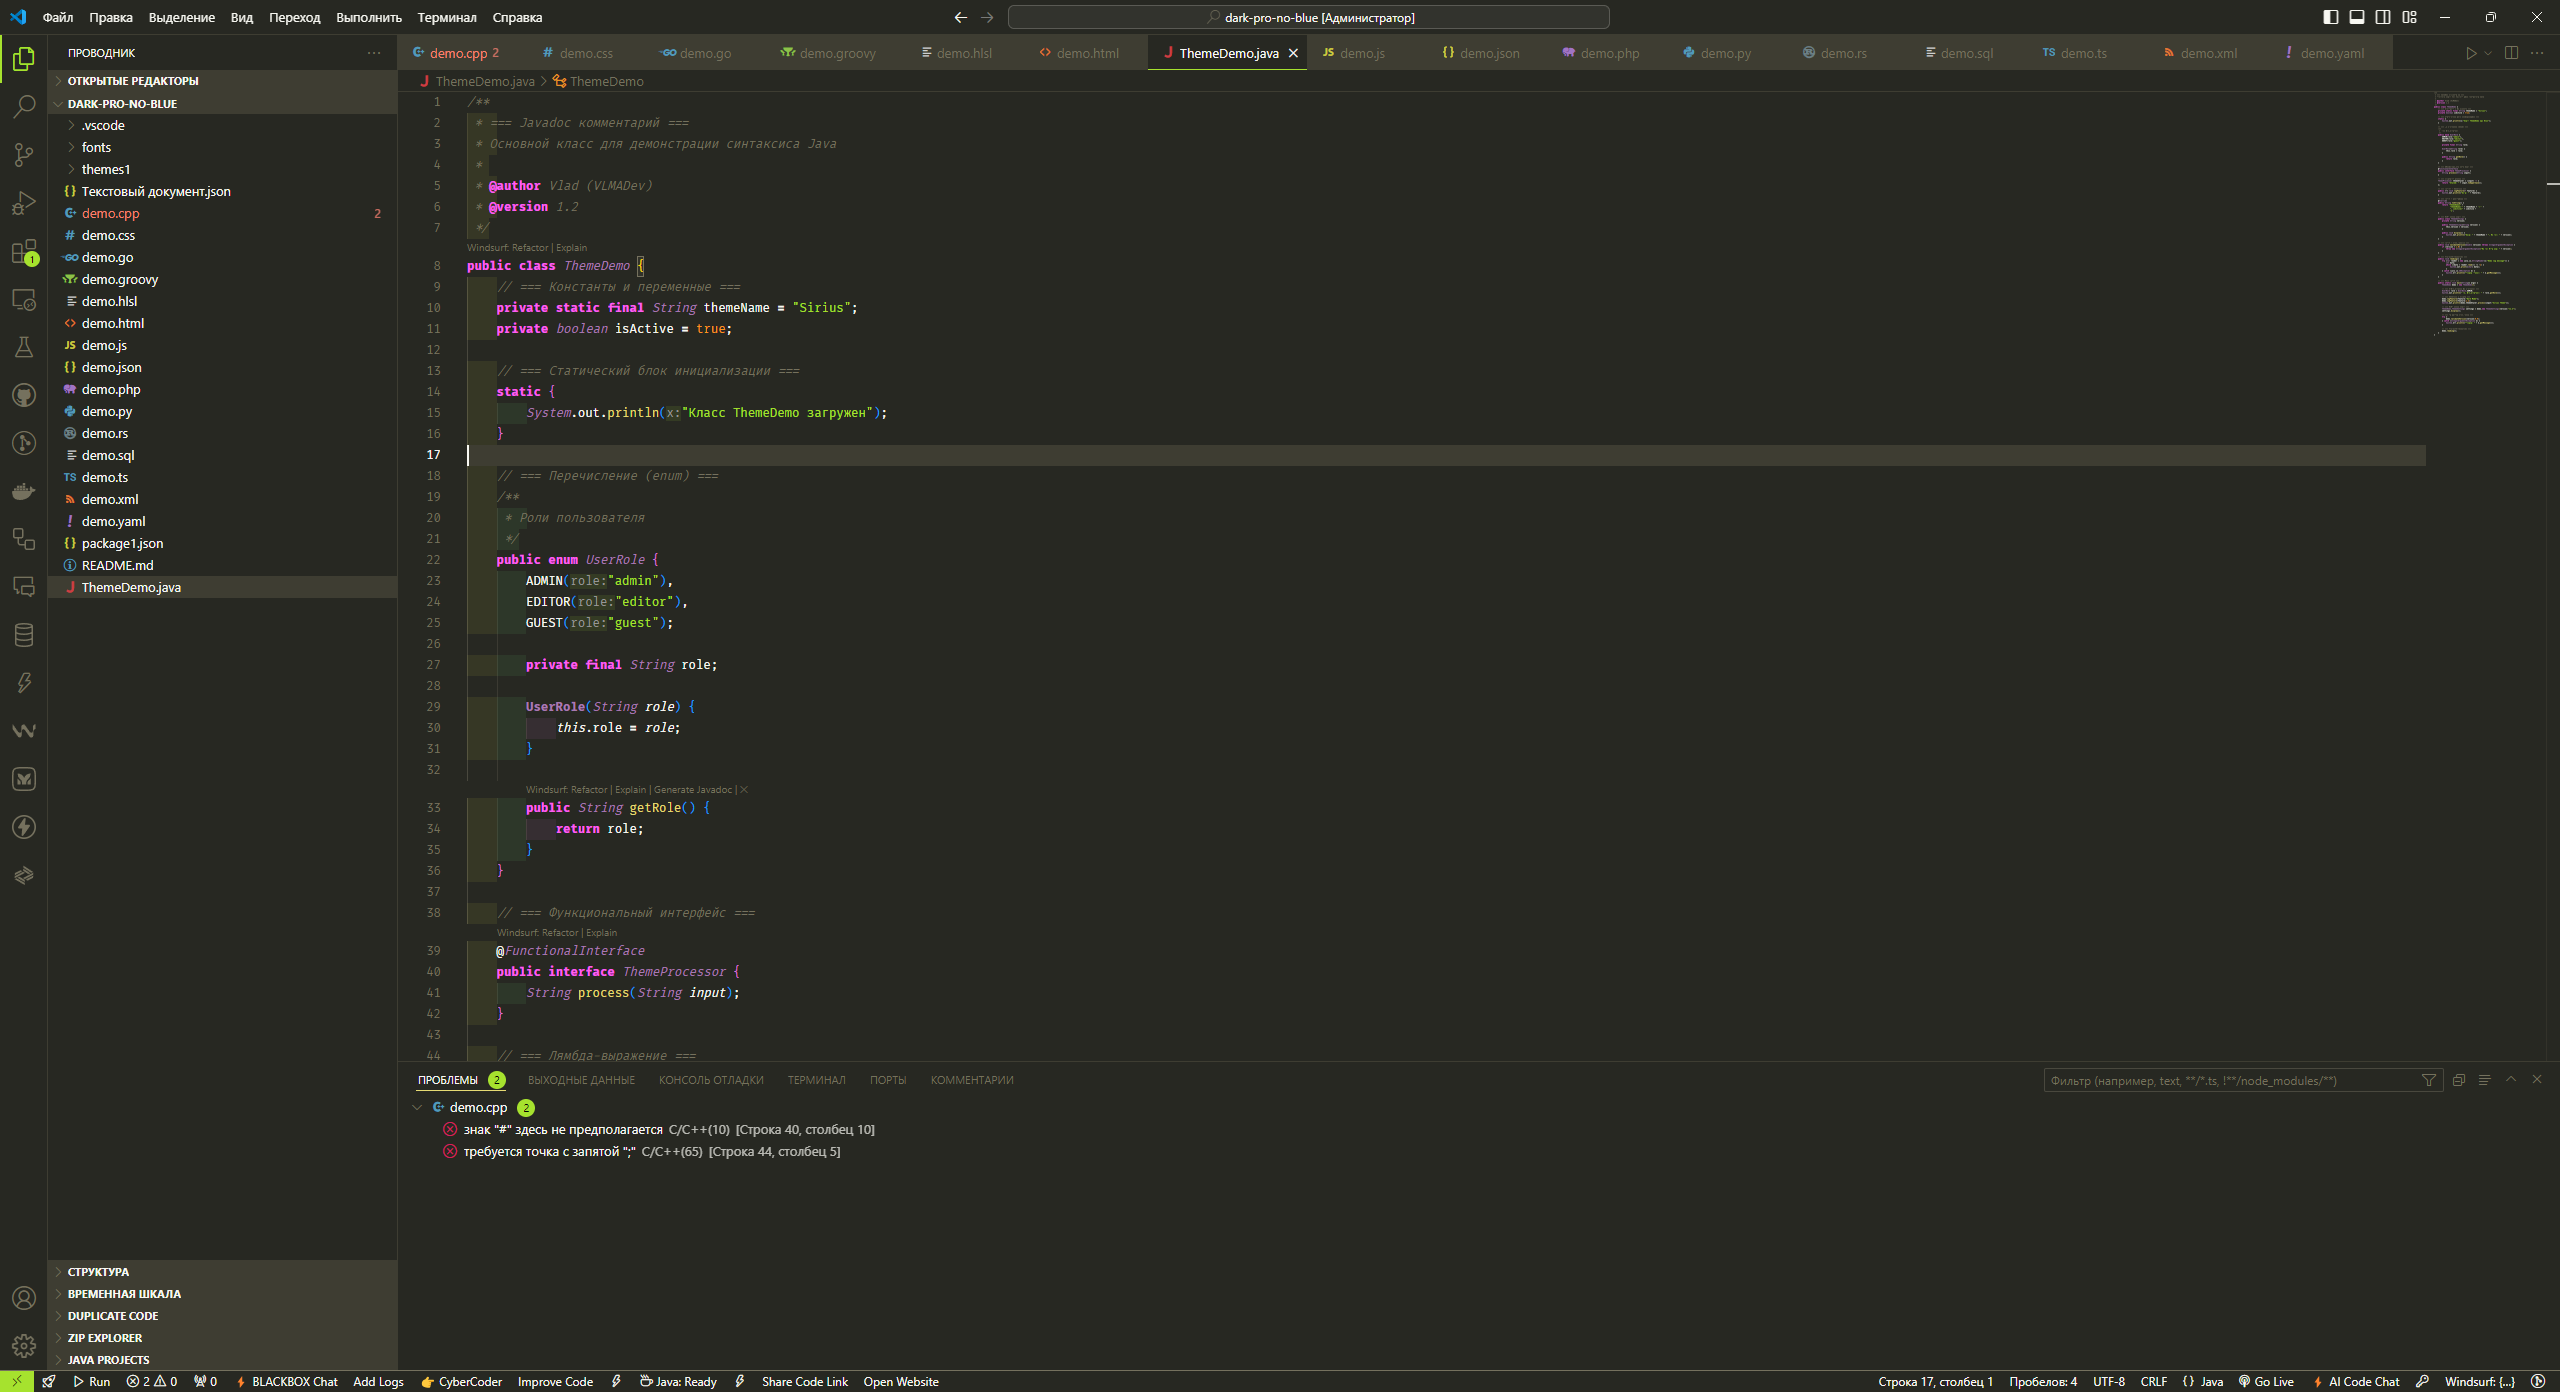 Файл Правка Выделение Вид Переход Выполнить Терминал Справка
dark-pro-no-blue [Администратор]
ПРОВОДНИК
ОТКРЫТЫЕ РЕДАКТОРЫ
DARK-PRO-NO-BLUE
.vscode
fonts
themes1
Текстовый документ.json
demo.cpp 2
demo.css
demo.go
demo.groovy
demo.hlsl
demo.html
demo.js
demo.json
demo.php
demo.py
demo.rs
demo.sql
demo.ts
demo.xml
demo.yaml
package1.json
README.md
ThemeDemo.java
СТРУКТУРА
ВРЕМЕННАЯ ШКАЛА
DUPLICATE CODE
ZIP EXPLORER
JAVA PROJECTS
demo.cpp 2 demo.css demo.go demo.groovy demo.hlsl demo.html ThemeDemo.java demo.js demo.json demo.php demo.py demo.rs demo.sql demo.ts demo.xml demo.yaml
ThemeDemo.java > ThemeDemo
1 /**
2 * === Javadoc комментарий ===
3 * Основной класс для демонстрации синтаксиса Java
4 *
5 * @author Vlad (VLMADev)
6 * @version 1.2
7 */
Windsurf: Refactor | Explain
8 public class ThemeDemo {
9 // === Константы и переменные ===
10 private static final String themeName = "Sirius";
11 private boolean isActive = true;
12
13 // === Статический блок инициализации ===
14 static {
15 System.out.println(x:"Класс ThemeDemo загружен");
16 }
17
18 // === Перечисление (enum) ===
19 /**
20 * Роли пользователя
21 */
22 public enum UserRole {
23 ADMIN(role:"admin"),
24 EDITOR(role:"editor"),
25 GUEST(role:"guest");
26
27 private final String role;
28
29 UserRole(String role) {
30 this.role = role;
31 }
32
Windsurf: Refactor | Explain | Generate Javadoc | ×
33 public String getRole() {
34 return role;
35 }
36 }
37
38 // === Функциональный интерфейс ===
Windsurf: Refactor | Explain
39 @FunctionalInterface
40 public interface ThemeProcessor {
41 String process(String input);
42 }
43
44 // === Лямбда-выражение ===
ПРОБЛЕМЫ 2 ВЫХОДНЫЕ ДАННЫЕ КОНСОЛЬ ОТЛАДКИ ТЕРМИНАЛ ПОРТЫ КОММЕНТАРИИ
Фильтр (например, text, **/*.ts, !**/node_modules/**)
demo.cpp 2
знак "#" здесь не предполагается C/C++(10) [Строка 40, столбец 10]
требуется точка с запятой ";" C/C++(65) [Строка 44, столбец 5]
Run 2 0 0 BLACKBOX Chat Add Logs CyberCoder Improve Code Java: Ready Share Code Link Open Website
Строка 17, столбец 1 Пробелов: 4 UTF-8 CRLF {} Java Go Live AI Code Chat Windsurf: {...}